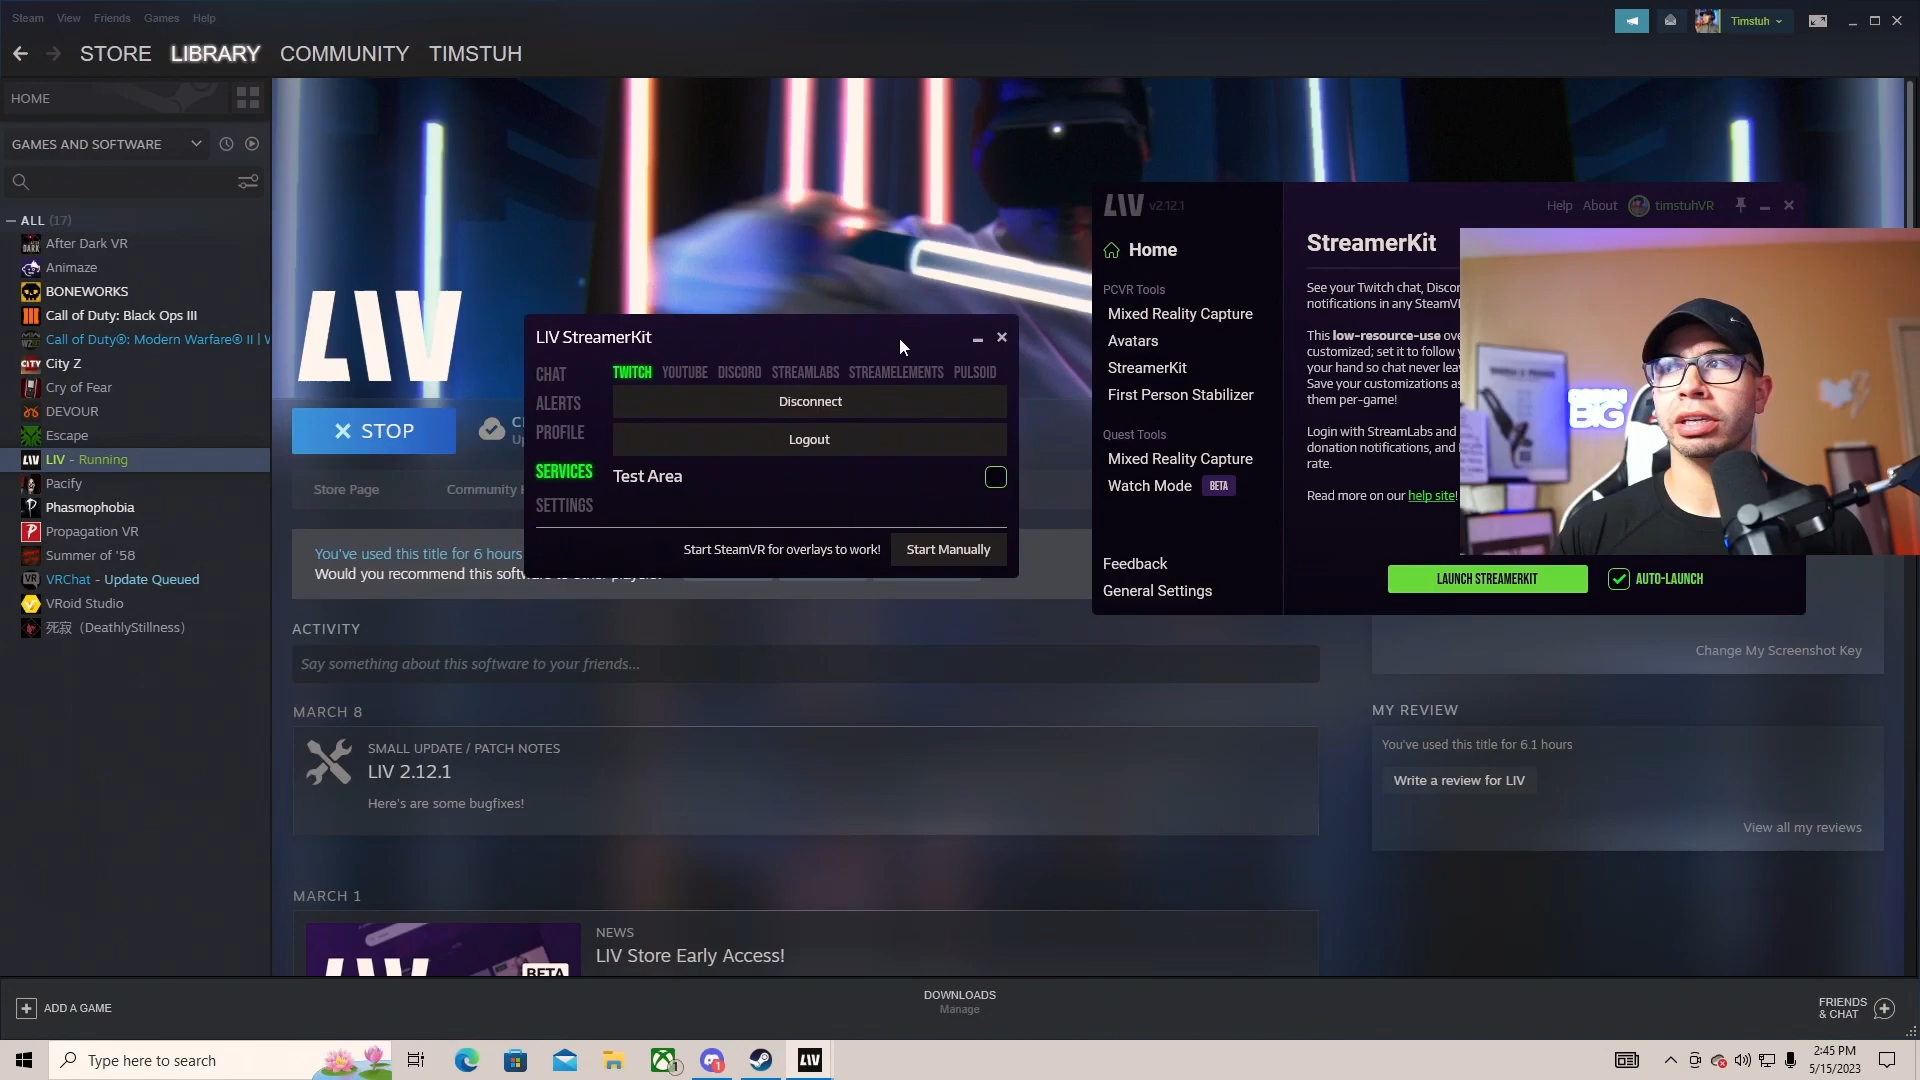 Steam View Friends Games Help
Timstuh
STORE LIBRARY COMMUNITY TIMSTUH
HOME
GAMES AND SOFTWARE
ALL (17)
After Dark VR
Animaze
BONEWORKS
Call of Duty: Black Ops III
Call of Duty®: Modern Warfare® II |
City Z
Cry of Fear
DEVOUR
Escape
LIV - Running
Pacify
Phasmophobia
Propagation VR
Summer of '58
VRChat - Update Queued
VRoid Studio
死寂（DeathlyStillness）
LIV
STOP
Store Page
Community
You've used this title for 6 hours
Would you recommend this
LIV StreamerKit
CHAT
ALERTS
PROFILE
SERVICES
SETTINGS
TWITCH YOUTUBE DISCORD STREAMLABS STREAMELEMENTS PULSOID
Disconnect
Logout
Test Area
Start SteamVR for overlays to work! Start Manually
LIV v2.12.1
Help About timstuhVR
Home
PCVR Tools
Mixed Reality Capture
Avatars
StreamerKit
First Person Stabilizer
Quest Tools
Mixed Reality Capture
Watch Mode BETA
Feedback
General Settings
StreamerKit
See your Twitch chat,
notifications in any
This low-resource-use
customized; set it to follow
your hand so chat never
Save your customizations
them per-game!
Login with StreamLabs and
donation notifications, and
rate.
Read more on our help site!
LAUNCH STREAMERKIT AUTO-LAUNCH
DREAM
BIG
ACTIVITY
Say something about this software to your friends...
MARCH 8
SMALL UPDATE / PATCH NOTES
LIV 2.12.1
Here's are some bugfixes!
MARCH 1
NEWS
LIV Store Early Access!
BETA
Change My Screenshot Key
MY REVIEW
You've used this title for 6.1 hours
Write a review for LIV
View all my reviews
ADD A GAME
DOWNLOADS
Manage
FRIENDS
& CHAT
Type here to search
LIV
2:45 PM
5/15/2023